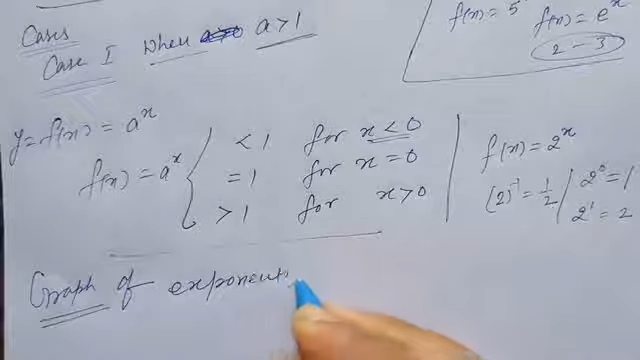 Cases
Case I When a>1
f(x) = 5
f(x) = e^x
2 - 3
y = f(x) = a^x
f(x) = a^x { < 1 for x < 0
= 1 for x = 0
> 1 for x > 0
f(x) = 2^x
(2)^-1 = 1/2 / 2^0 = 1
2^1 = 2
Graph of exponenti